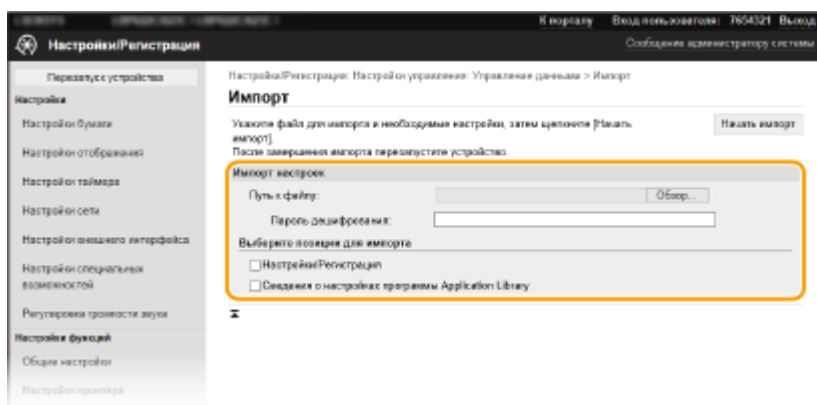 К порталу Вход пользователя: 7654321 Выход
Настройки/Регистрация
Сообщение администратору системы
Перезапуск устройства
Настройки
Настройки бумаги
Настройки отображения
Настройки таймера
Настройки сети
Настройки внешнего интерфейса
Настройки специальных
возможностей
Регулировка громкости звука
Настройки функций
Общие настройки
Настройки принтера
Настройки/Регистрация: Настройки управления: Управление данными > Импорт
Импорт
Укажите файл для импорта и необходимые настройки, затем щелкните [Начать
импорт].
После завершения импорта перезапустите устройство.
Начать импорт
Импорт настроек
Путь к файлу:
Обзор...
Пароль дешифрования:
Выберите позиции для импорта
Настройки/Регистрация
Сведения о настройках программы Application Library